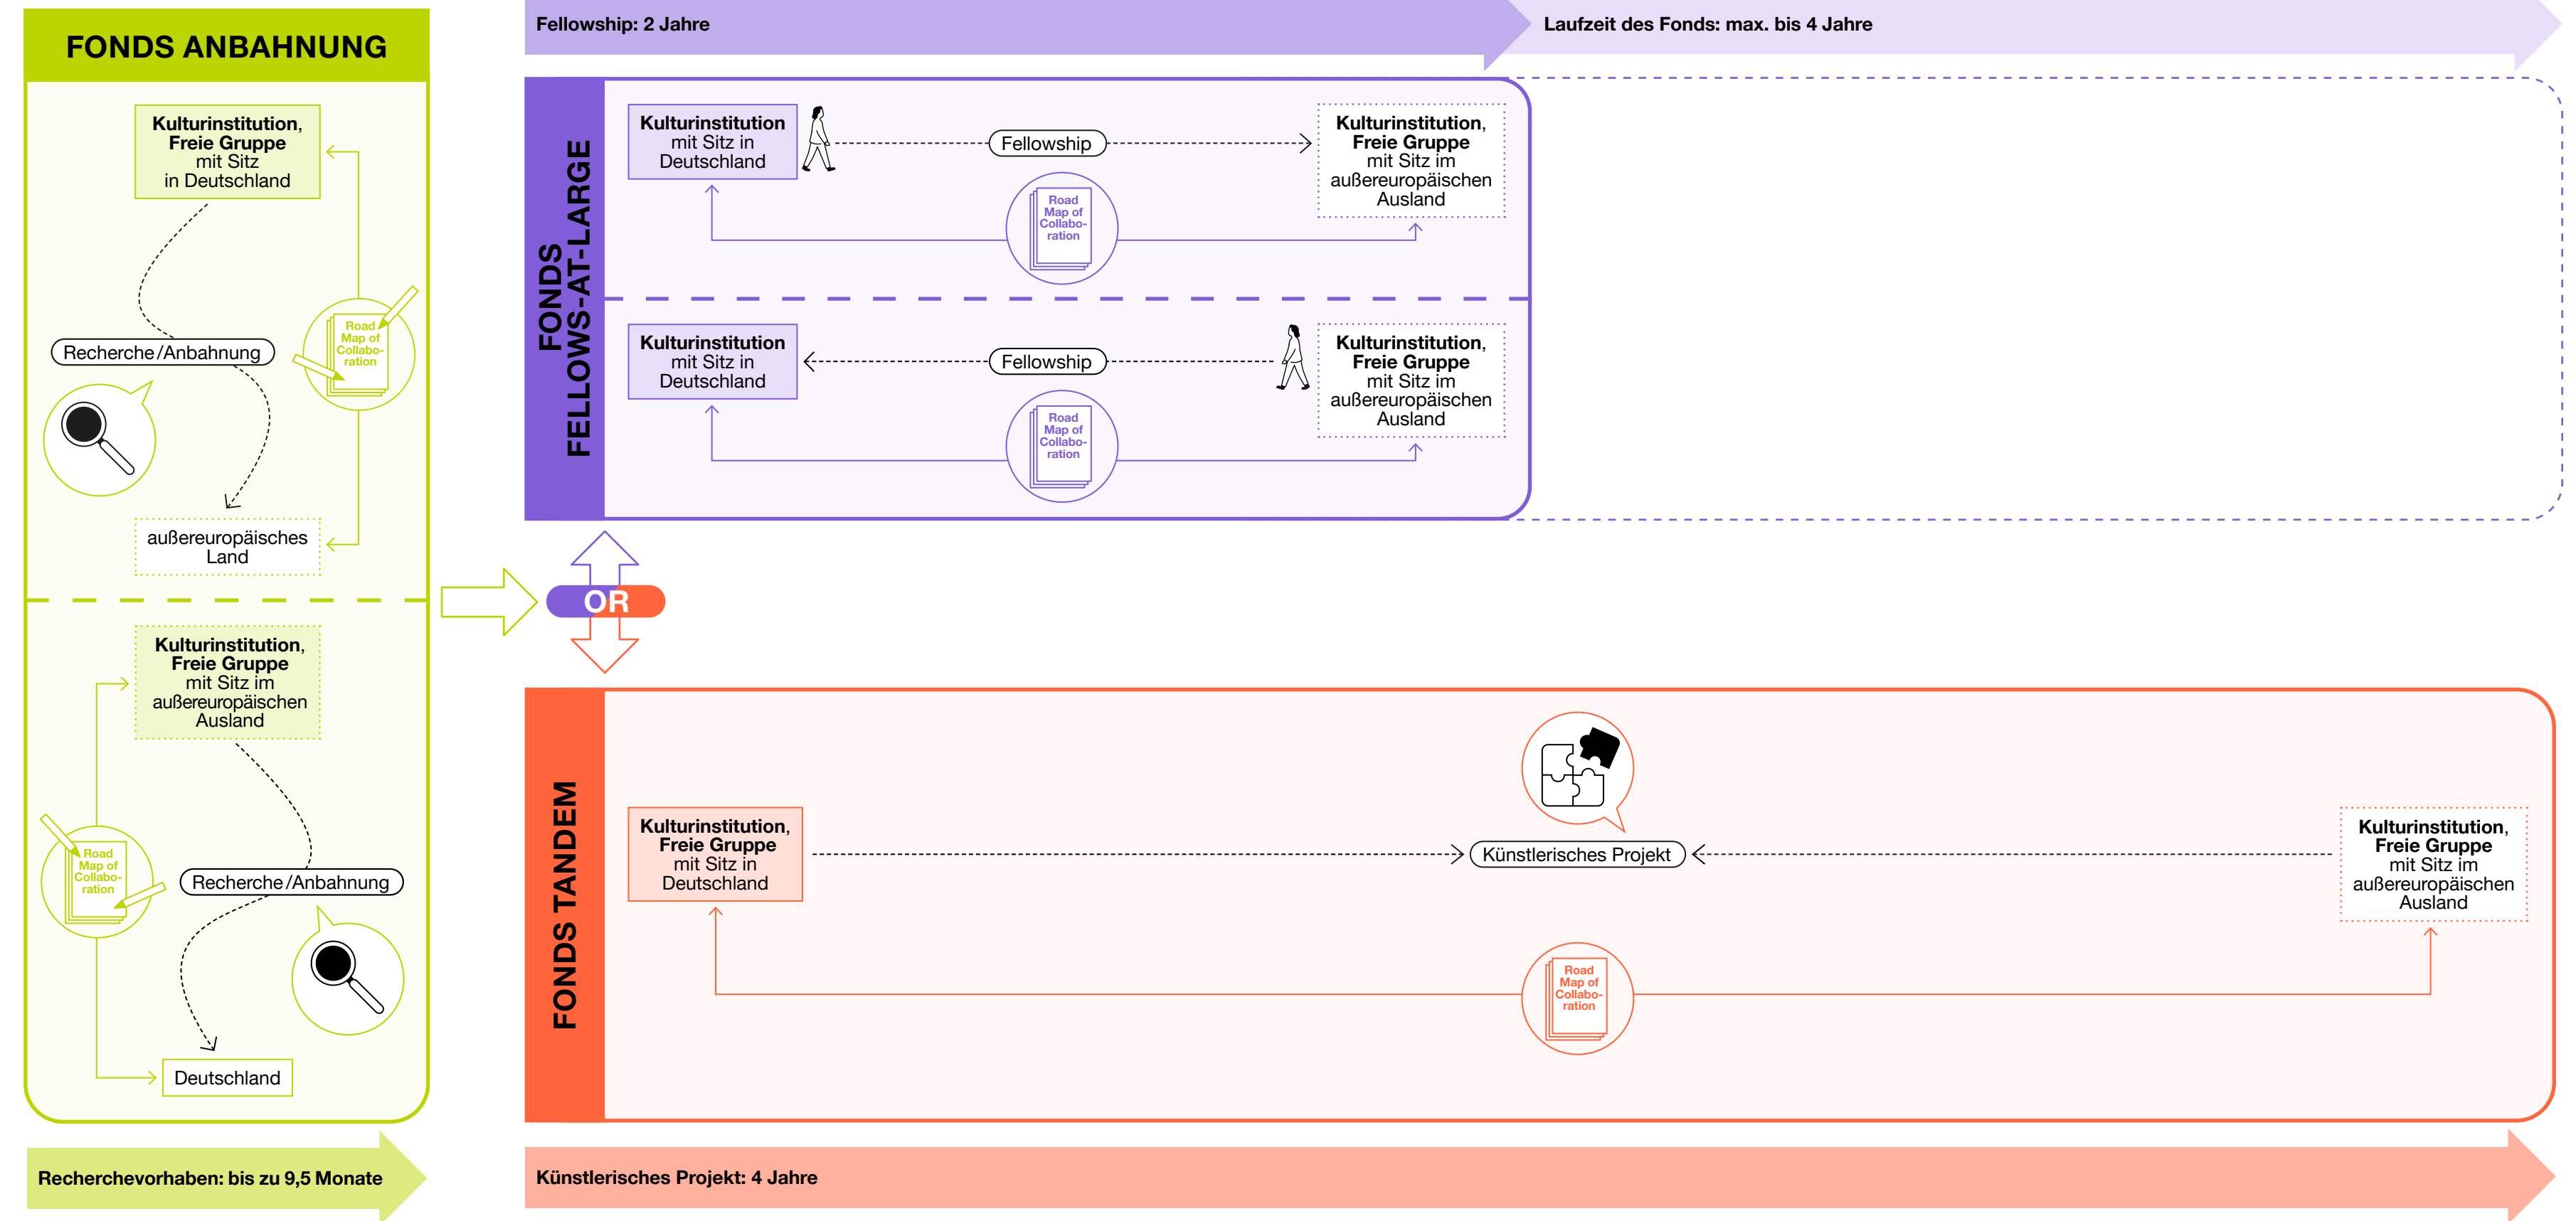 FONDS ANBAHNUNG
Kulturinstitution,
Freie Gruppe
mit Sitz
in Deutschland
Road
Map of
Collabo-
ration
Recherche/Anbahnung
außereuropäisches
Land
Kulturinstitution,
Freie Gruppe
mit Sitz im
außereuropäischen
Ausland
Road
Map of
Collabo-
ration
Recherche/Anbahnung
Deutschland
Recherchevorhaben: bis zu 9,5 Monate
Fellowship: 2 Jahre
Laufzeit des Fonds: max. bis 4 Jahre
FONDS
FELLOWS-AT-LARGE
Kulturinstitution
mit Sitz in
Deutschland
Fellowship
Kulturinstitution,
Freie Gruppe
mit Sitz im
außereuropäischen
Ausland
Road
Map of
Collabo-
ration
Kulturinstitution
mit Sitz in
Deutschland
Fellowship
Kulturinstitution,
Freie Gruppe
mit Sitz im
außereuropäischen
Ausland
Road
Map of
Collabo-
ration
OR
FONDS TANDEM
Kulturinstitution,
Freie Gruppe
mit Sitz in
Deutschland
Künstlerisches Projekt
Kulturinstitution,
Freie Gruppe
mit Sitz im
außereuropäischen
Ausland
Road
Map of
Collabo-
ration
Künstlerisches Projekt: 4 Jahre